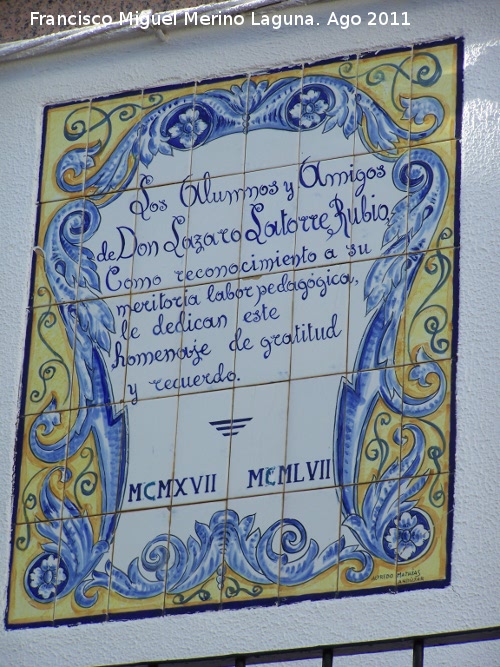 Francisco Miguel Merino Laguna. Ago 2011
Los Alumnos y Amigos
de Don Lazaro Latorre Rubio,
Como reconocimiento a su
meritoria labor pedagógica,
le dedican este
homenaje de gratitud
y recuerdo.
MCMXVII MCMLVII
ANDÚJAR